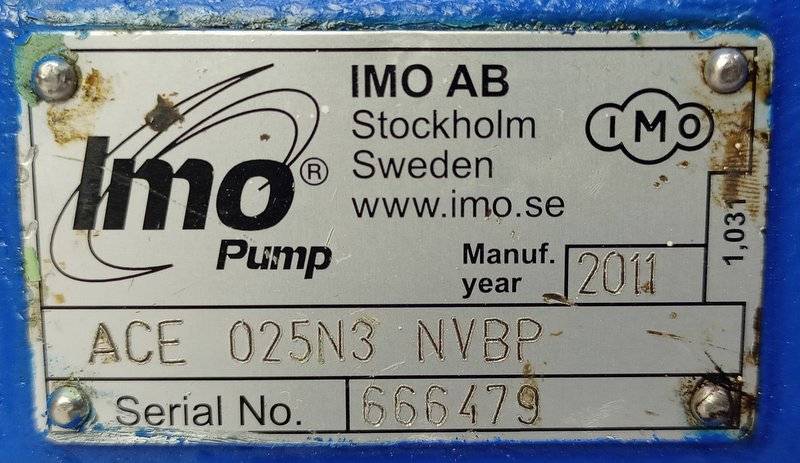 Imo®
Pump
IMO AB
Stockholm
Sweden
www.imo.se
IMO
Manuf.
year
2011
1,031
ACE 025N3 NVBP
Serial No. 666479